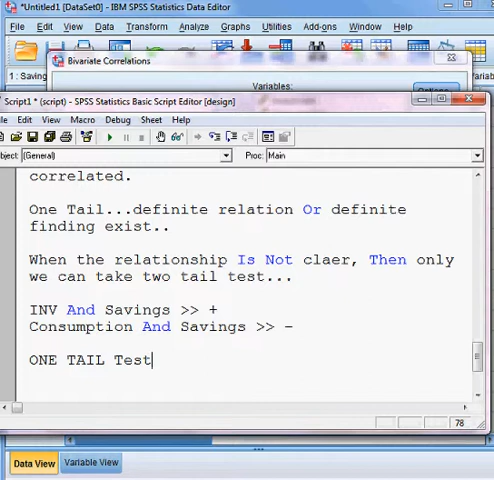 *Untitled1 [DataSet0] - IBM SPSS Statistics Data Editor
File Edit View Data Transform Analyze Graphs Utilities Add-ons Window Help
1 : Saving
Bivariate Correlations
Variables:
Script1 * (script) - SPSS Statistics Basic Script Editor [design]
Edit View Macro Debug Sheet Help
bject: [General] Proc: Main
correlated.
One Tail...definite relation Or definite
finding exist..
When the relationship Is Not claer, Then only
we can take two tail test...
INV And Savings >> +
Consumption And Savings >> -
ONE TAIL Test
78
Data View Variable View